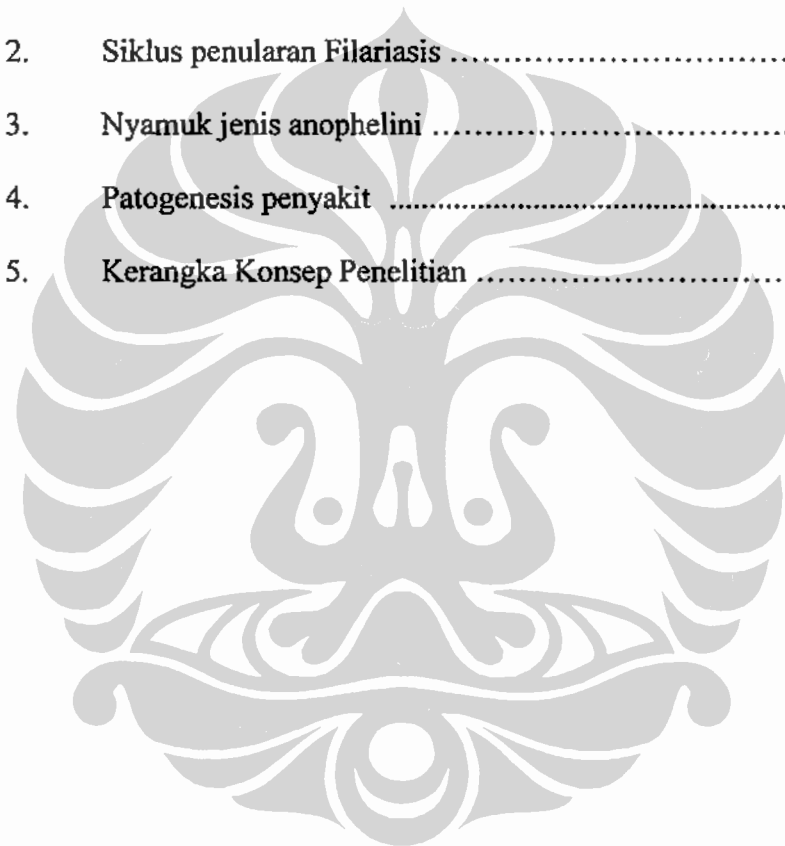 2. Siklus penularan Filariasis ................................
3. Nyamuk jenis anophelini ..................................
4. Patogenesis penyakit ................................................
5. Kerangka Konsep Penelitian .............................